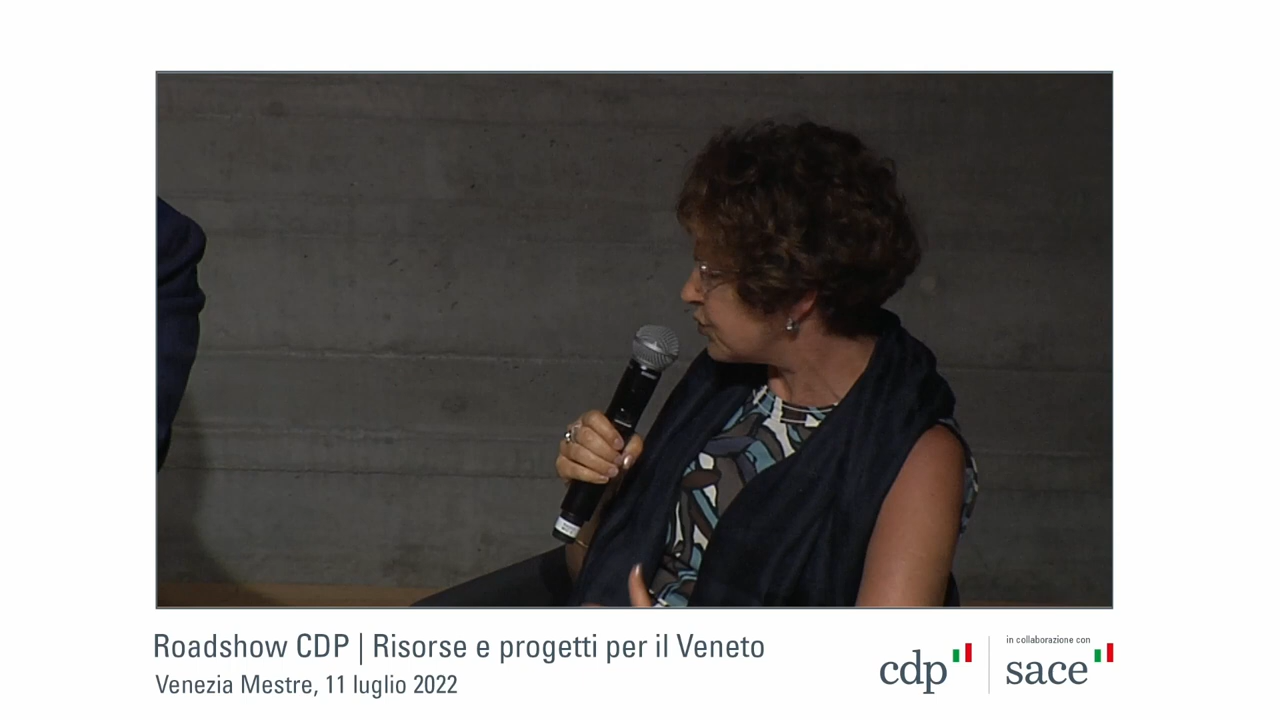 Roadshow CDP | Risorse e progetti per il Veneto
Venezia Mestre, 11 luglio 2022
cdp
in collaborazione con
sace